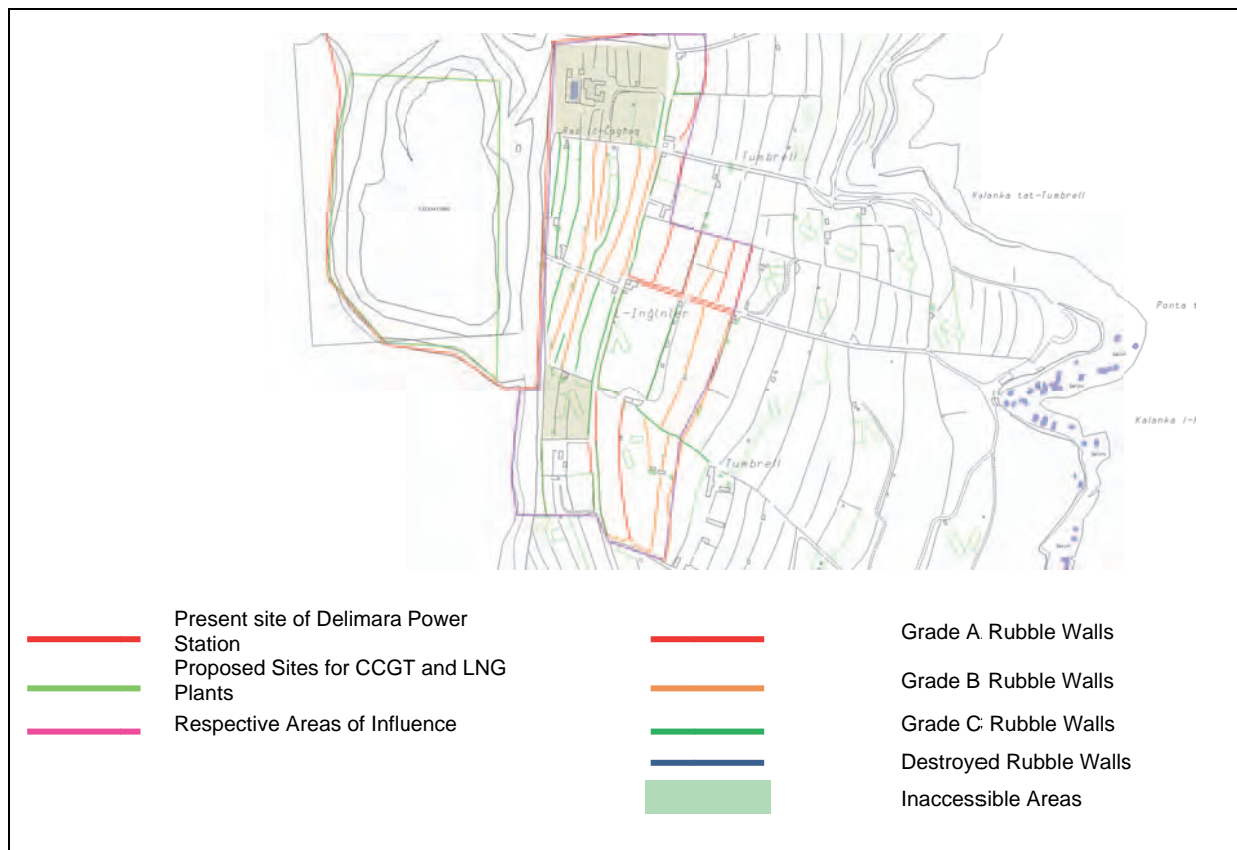 Tumbrell
Kalanka tat-Tumbrell
Ponta t
L-Inġinier
Kalanka l-
Tumbrell
Present site of Delimara Power
Station
Proposed Sites for CCGT and LNG
Plants
Respective Areas of Influence
Grade A Rubble Walls
Grade B Rubble Walls
Grade C Rubble Walls
Destroyed Rubble Walls
Inaccessible Areas